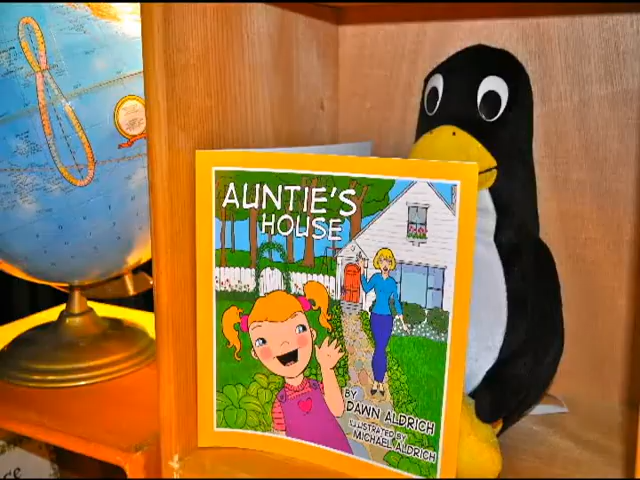 AUNTIE'S
HOUSE
BY
DAWN ALDRICH
ILLUSTRATED BY
MICHAEL ALDRICH